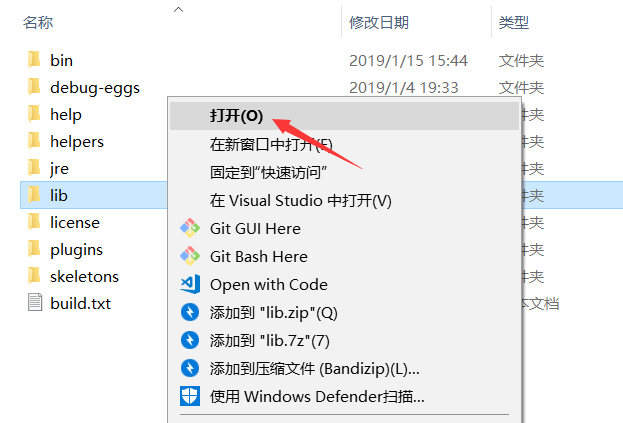 名称 修改日期 类型
bin 2019/1/15 15:44 文件夹
debug-eggs 2019/1/4 19:33 文件夹
help 件夹
helpers 件夹
jre 件夹
lib 件夹
license 件夹
plugins 件夹
skeletons 件夹
build.txt 本文档
打开(O)
在新窗口中打开(E)
固定到"快速访问"
在 Visual Studio 中打开(V)
Git GUI Here
Git Bash Here
Open with Code
添加到 "lib.zip"(Q)
添加到 "lib.7z"(7)
添加到压缩文件 (Bandizip)(L)...
使用 Windows Defender扫描...